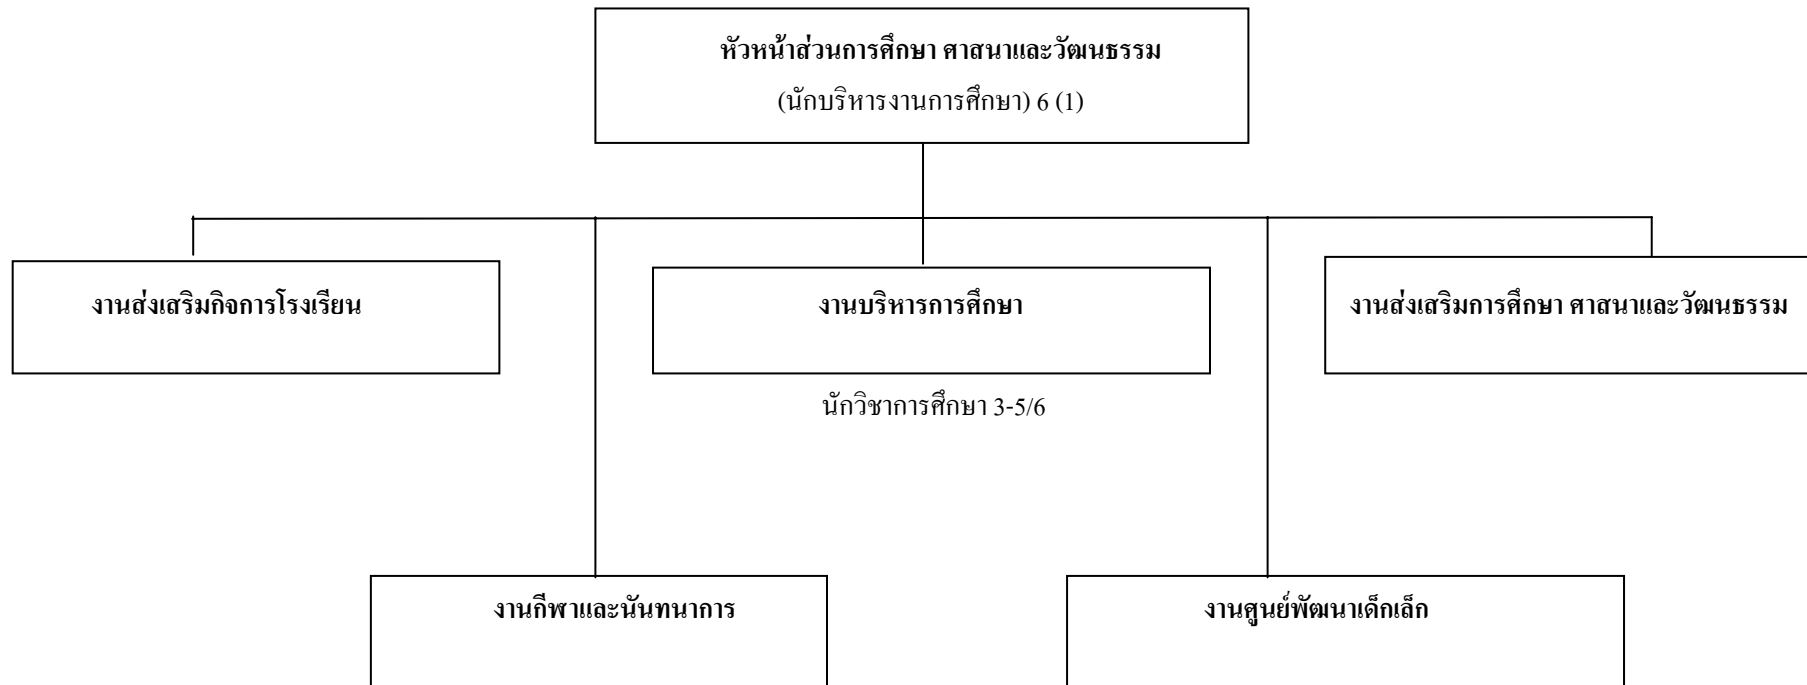 หัวหน้าส่วนการศึกษา ศาสนาและวัฒนธรรม
(นักบริหารงานการศึกษา) 6 (1)
งานส่งเสริมกิจการโรงเรียน
งานบริหารการศึกษา
งานส่งเสริมการศึกษา ศาสนาและวัฒนธรรม
นักวิชาการศึกษา 3-5/6
งานกีฬาและนันทนาการ
งานศูนย์พัฒนาเด็กเล็ก